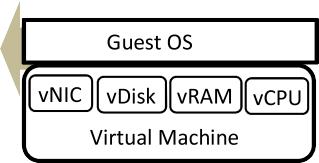 Guest OS
vNIC vDisk vRAM vCPU
Virtual Machine